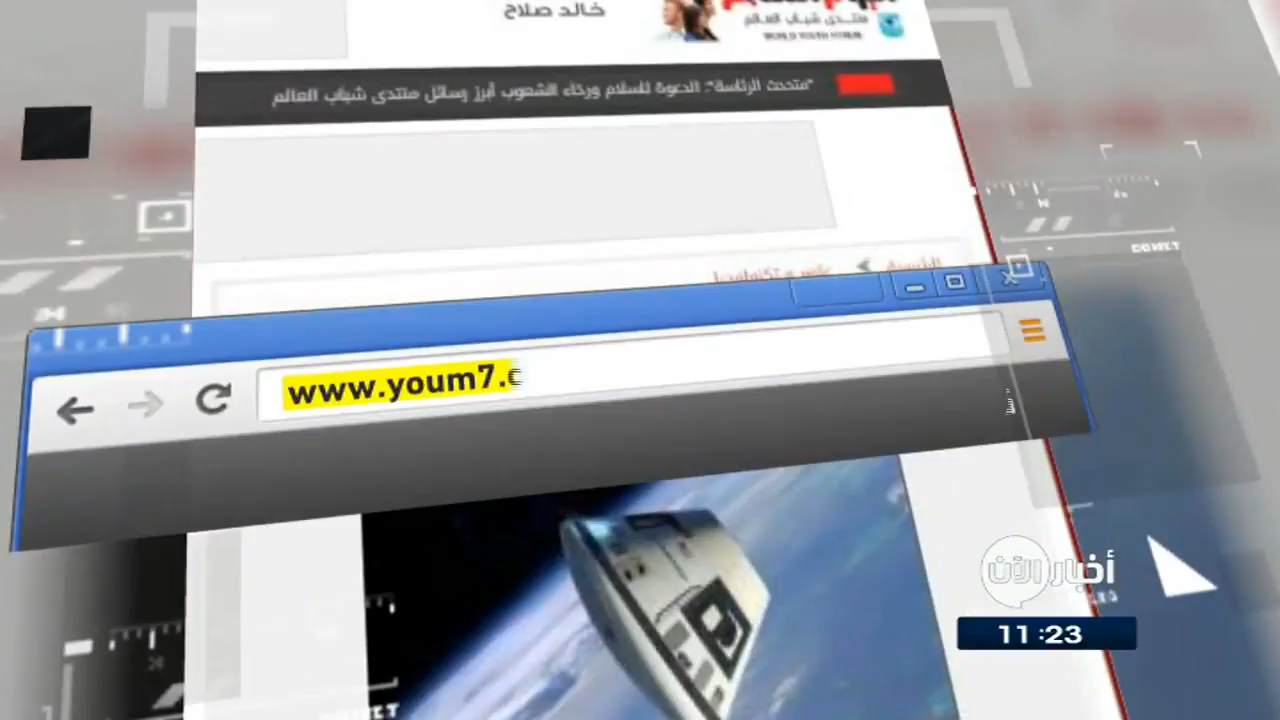 خالد صلاح
منتدى شباب العالم
WORLD YOUTH FORUM
"متحدث الرئاسة": الدعوة للسلام ورخاء الشعوب أبرز رسائل منتدى شباب العالم
www.youm7.c
أخبار الآن
11:23